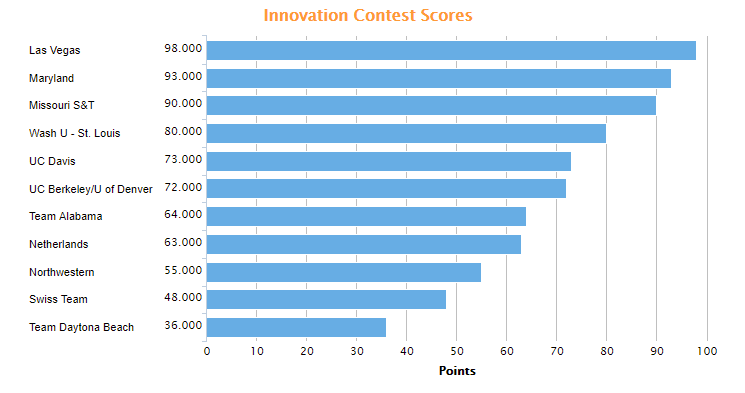 Innovation Contest Scores
Las Vegas 98.000
Maryland 93.000
Missouri S&T 90.000
Wash U - St. Louis 80.000
UC Davis 73.000
UC Berkeley/U of Denver 72.000
Team Alabama 64.000
Netherlands 63.000
Northwestern 55.000
Swiss Team 48.000
Team Daytona Beach 36.000
0 10 20 30 40 50 60 70 80 90 100
Points